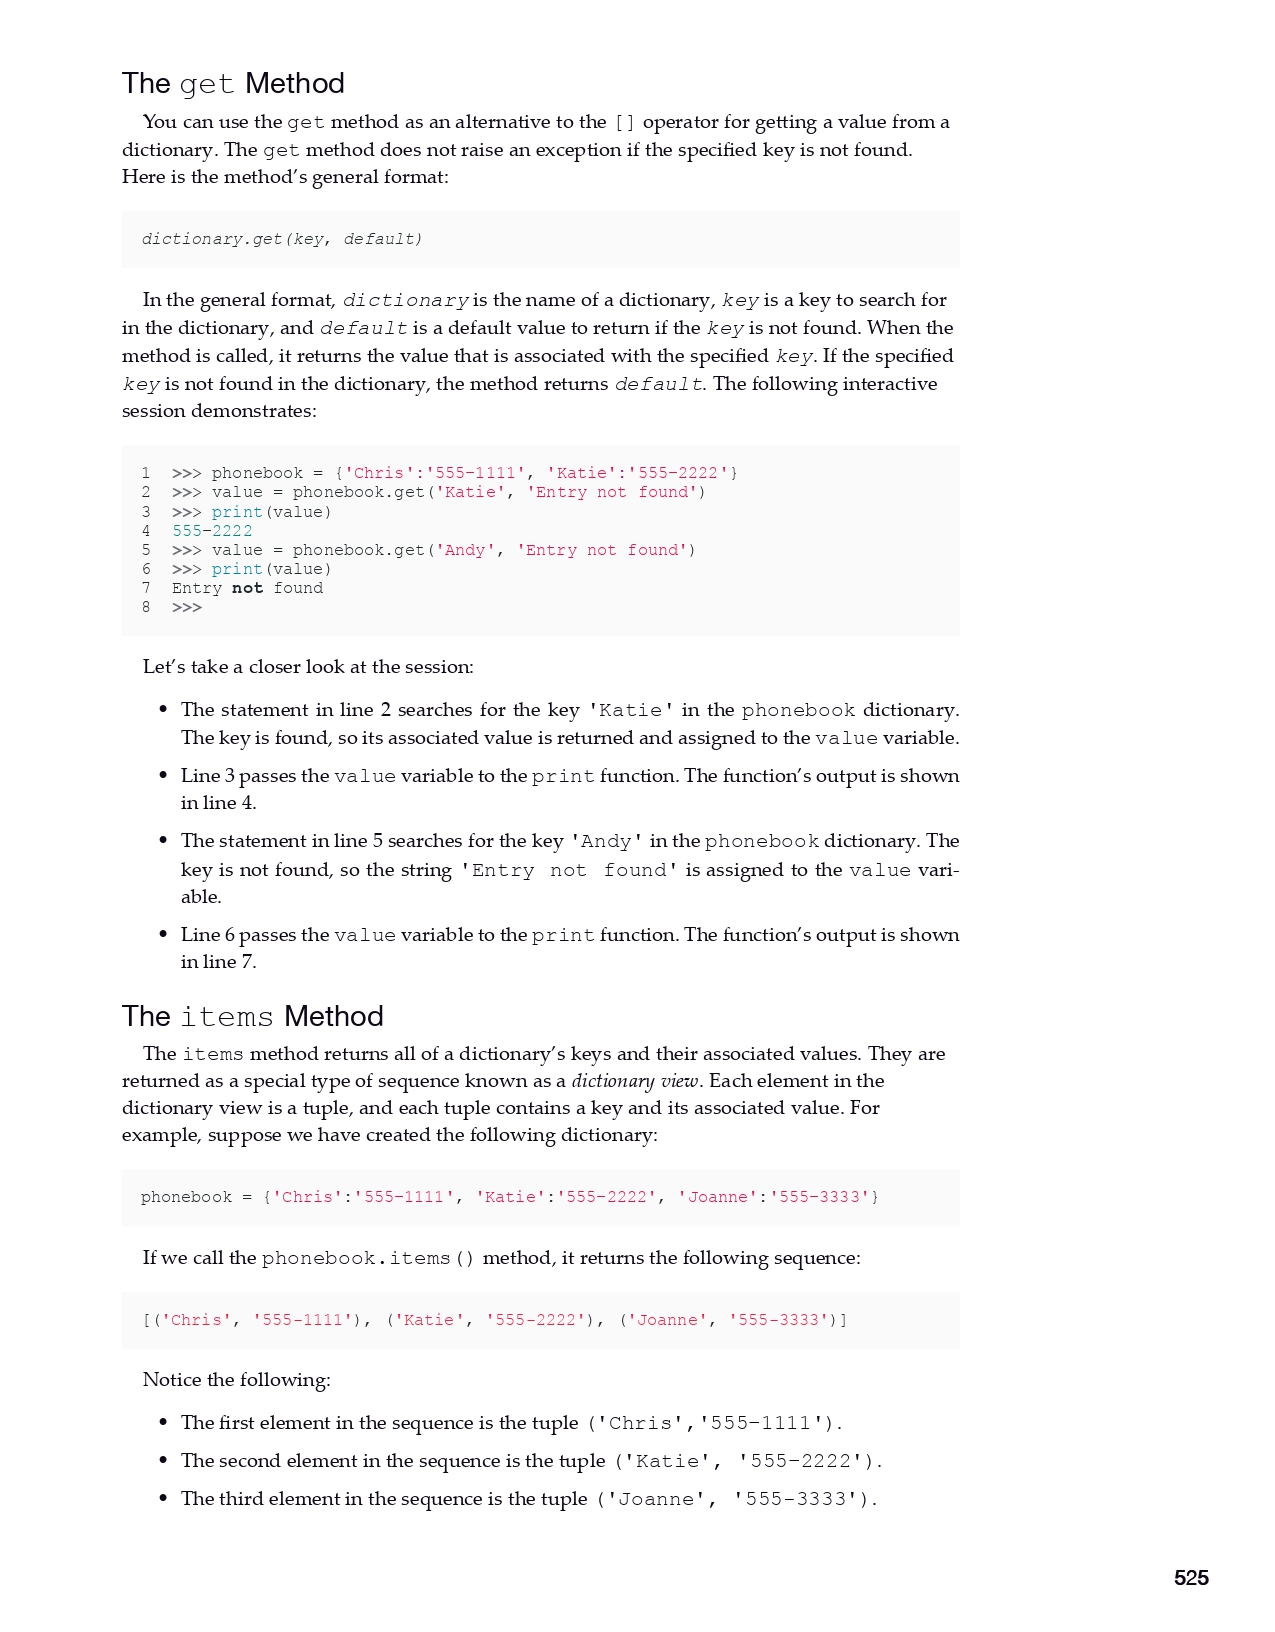 The get Method
You can use the get method as an alternative to the [] operator for getting a value from a
dictionary. The get method does not raise an exception if the specified key is not found.
Here is the method’s general format:
dictionary.get(key, default)
In the general format, dictionary is the name of a dictionary, key is a key to search for
in the dictionary, and default is a default value to return if the key is not found. When the
method is called, it returns the value that is associated with the specified key. If the specified
key is not found in the dictionary, the method returns default. The following interactive
session demonstrates:
1 >>> phonebook = {'Chris':'555−1111', 'Katie':'555−2222'}
2 >>> value = phonebook.get('Katie', 'Entry not found')
3 >>> print(value)
4 555−2222
5 >>> value = phonebook.get('Andy', 'Entry not found')
6 >>> print(value)
7 Entry not found
8 >>>
Let’s take a closer look at the session:
• The statement in line 2 searches for the key 'Katie' in the phonebook dictionary.
The key is found, so its associated value is returned and assigned to the value variable.
• Line 3 passes the value variable to the print function. The function’s output is shown
in line 4.
• The statement in line 5 searches for the key 'Andy' in the phonebook dictionary. The
key is not found, so the string 'Entry not found' is assigned to the value vari-
able.
• Line 6 passes the value variable to the print function. The function’s output is shown
in line 7.
The items Method
The items method returns all of a dictionary’s keys and their associated values. They are
returned as a special type of sequence known as a dictionary view. Each element in the
dictionary view is a tuple, and each tuple contains a key and its associated value. For
example, suppose we have created the following dictionary:
phonebook = {'Chris':'555−1111', 'Katie':'555−2222', 'Joanne':'555−3333'}
If we call the phonebook.items() method, it returns the following sequence:
[('Chris', '555-1111'), ('Katie', '555-2222'), ('Joanne', '555-3333')]
Notice the following:
• The first element in the sequence is the tuple ('Chris','555−1111').
• The second element in the sequence is the tuple ('Katie', '555−2222').
• The third element in the sequence is the tuple ('Joanne', '555-3333').
525